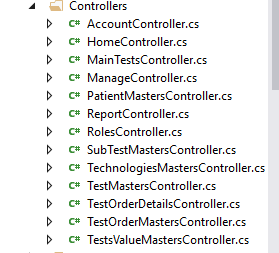 Controllers
C# AccountController.cs
C# HomeController.cs
C# MainTestsController.cs
C# ManageController.cs
C# PatientMastersController.cs
C# ReportController.cs
C# RolesController.cs
C# SubTestMastersController.cs
C# TechnologiesMastersController.cs
C# TestMastersController.cs
C# TestOrderDetailsController.cs
C# TestOrderMastersController.cs
C# TestsValueMastersController.cs